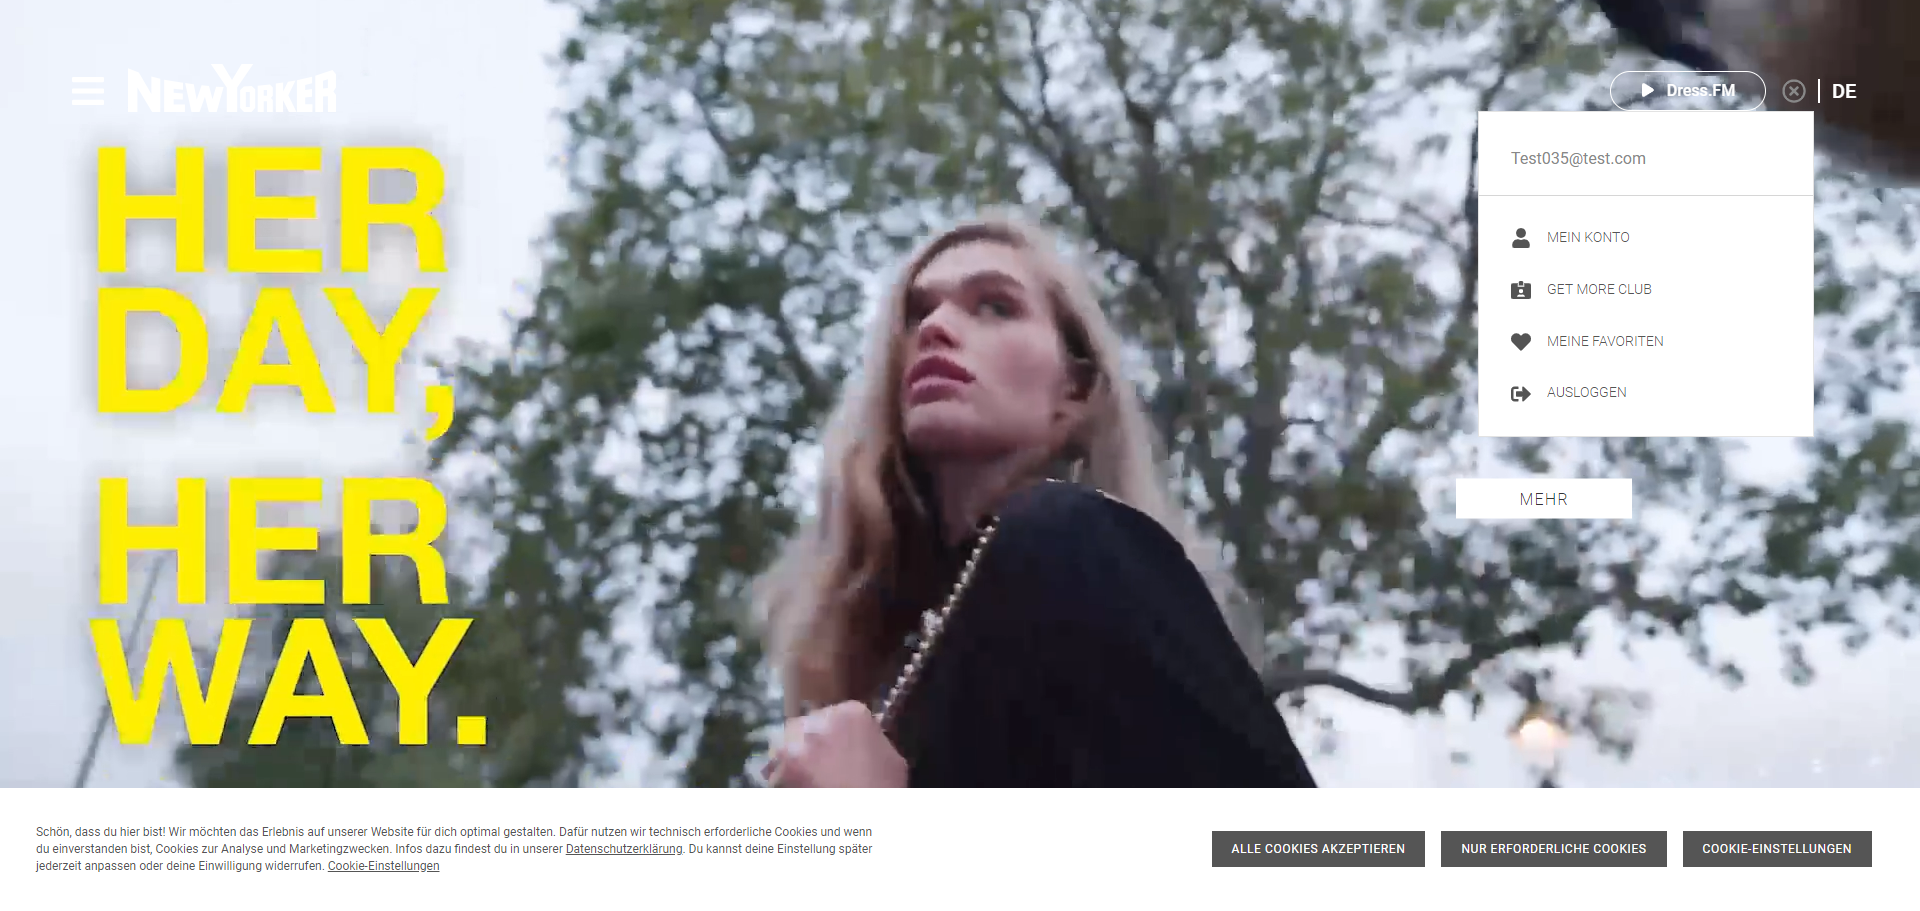 NEWYORKER
Dress.FM
DE
HER
DAY,
HER
WAY.
Test035@test.com
MEIN KONTO
GET MORE CLUB
MEINE FAVORITEN
AUSLOGGEN
MEHR
Schön, dass du hier bist! Wir möchten das Erlebnis auf unserer Website für dich optimal gestalten. Dafür nutzen wir technisch erforderliche Cookies und wenn
du einverstanden bist, Cookies zur Analyse und Marketingzwecken. Infos dazu findest du in unserer Datenschutzerklärung. Du kannst deine Einstellung später
jederzeit anpassen oder deine Einwilligung widerrufen. Cookie-Einstellungen
ALLE COOKIES AKZEPTIEREN
NUR ERFORDERLICHE COOKIES
COOKIE-EINSTELLUNGEN